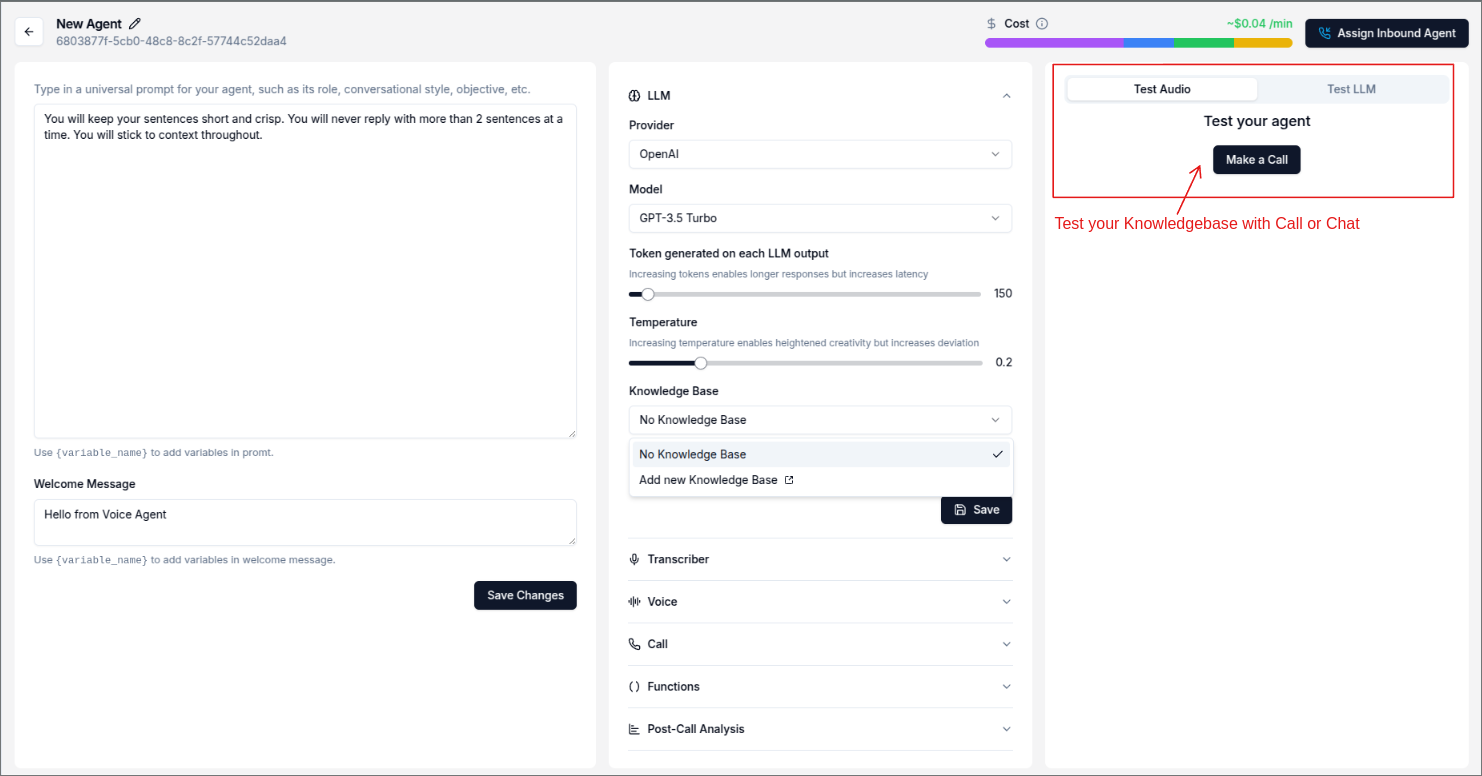 New Agent
6803877f-5cb0-48c8-8c2f-57744c52daa4
Cost
~$0.04 /min
Assign Inbound Agent
Type in a universal prompt for your agent, such as its role, conversational style, objective, etc.
You will keep your sentences short and crisp. You will never reply with more than 2 sentences at a
time. You will stick to context throughout.
Use {variable_name} to add variables in promt.
Welcome Message
Hello from Voice Agent
Use {variable_name} to add variables in welcome message.
Save Changes
LLM
Provider
OpenAI
Model
GPT-3.5 Turbo
Token generated on each LLM output
Increasing tokens enables longer responses but increases latency
150
Temperature
Increasing temperature enables heightened creativity but increases deviation
0.2
Knowledge Base
No Knowledge Base
No Knowledge Base
Add new Knowledge Base
Save
Transcriber
Voice
Call
Functions
Post-Call Analysis
Test Audio
Test LLM
Test your agent
Make a Call
Test your Knowledgebase with Call or Chat